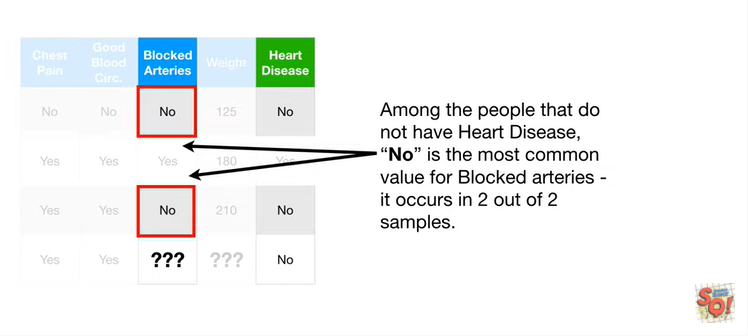 Chest Pain Good Blood Circ. Blocked Arteries Weight Heart Disease
No No No 125 No
Yes Yes Yes 180 Yes
Yes Yes No 210 No
Yes Yes ??? ??? No
Among the people that do
not have Heart Disease,
“No” is the most common
value for Blocked arteries -
it occurs in 2 out of 2
samples.
SQ!